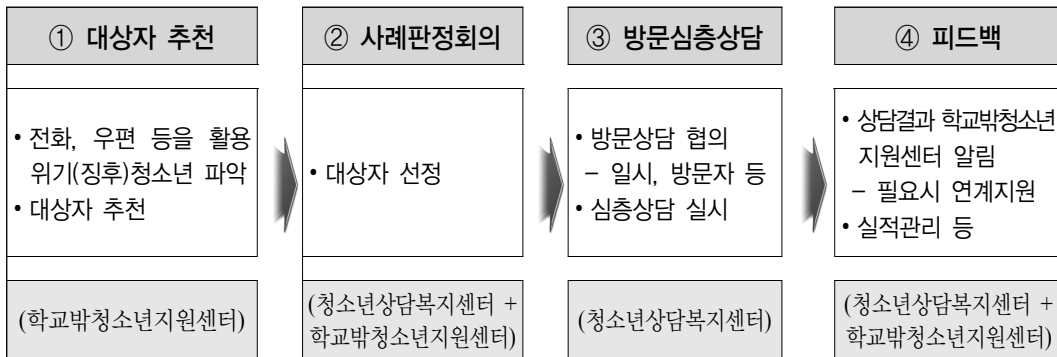 ① 대상자 추천
• 전화, 우편 등을 활용
위기(징후)청소년 파악
• 대상자 추천
(학교밖청소년지원센터)
② 사례판정회의
• 대상자 선정
(청소년상담복지센터 +
학교밖청소년지원센터)
③ 방문심층상담
• 방문상담 협의
– 일시, 방문자 등
• 심층상담 실시
(청소년상담복지센터)
④ 피드백
• 상담결과 학교밖청소년
지원센터 알림
– 필요시 연계지원
• 실적관리 등
(청소년상담복지센터 +
학교밖청소년지원센터)